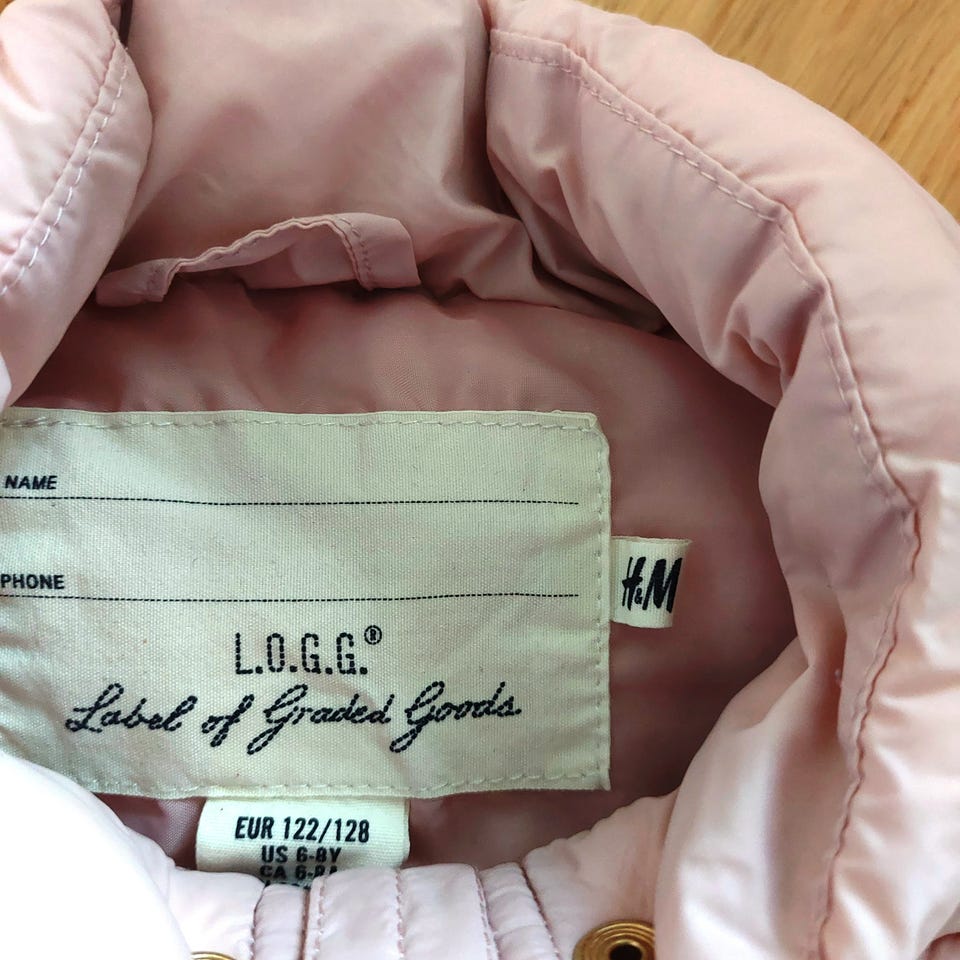 NAME
PHONE
H&M
L.O.G.G.®
Label of Graded Goods
EUR 122/128
US 6-8Y